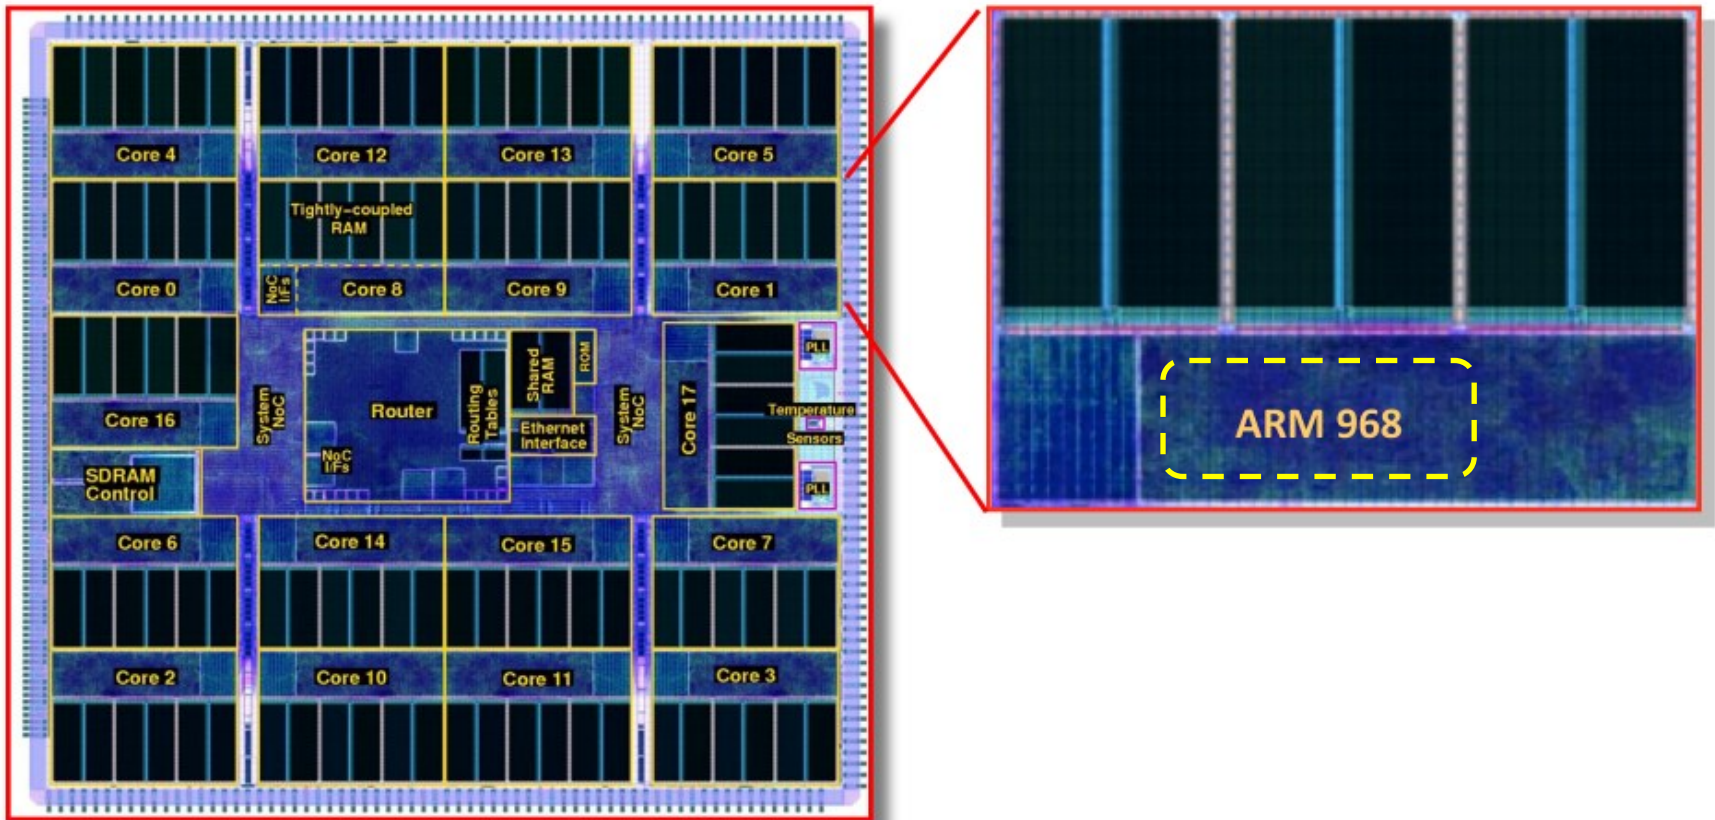 Core 4
Core 12
Core 13
Core 5
Tightly-coupled
RAM
Core 0
NoC
I/Fs
Core 8
Core 9
Core 1
Core 16
System
NoC
Router
Routing
Tables
NoC
I/Fs
Shared
RAM
ROM
Ethernet
Interface
System
NoC
Core 17
PLL
Temperature
Sensors
PLL
SDRAM
Control
Core 6
Core 14
Core 15
Core 7
Core 2
Core 10
Core 11
Core 3
ARM 968